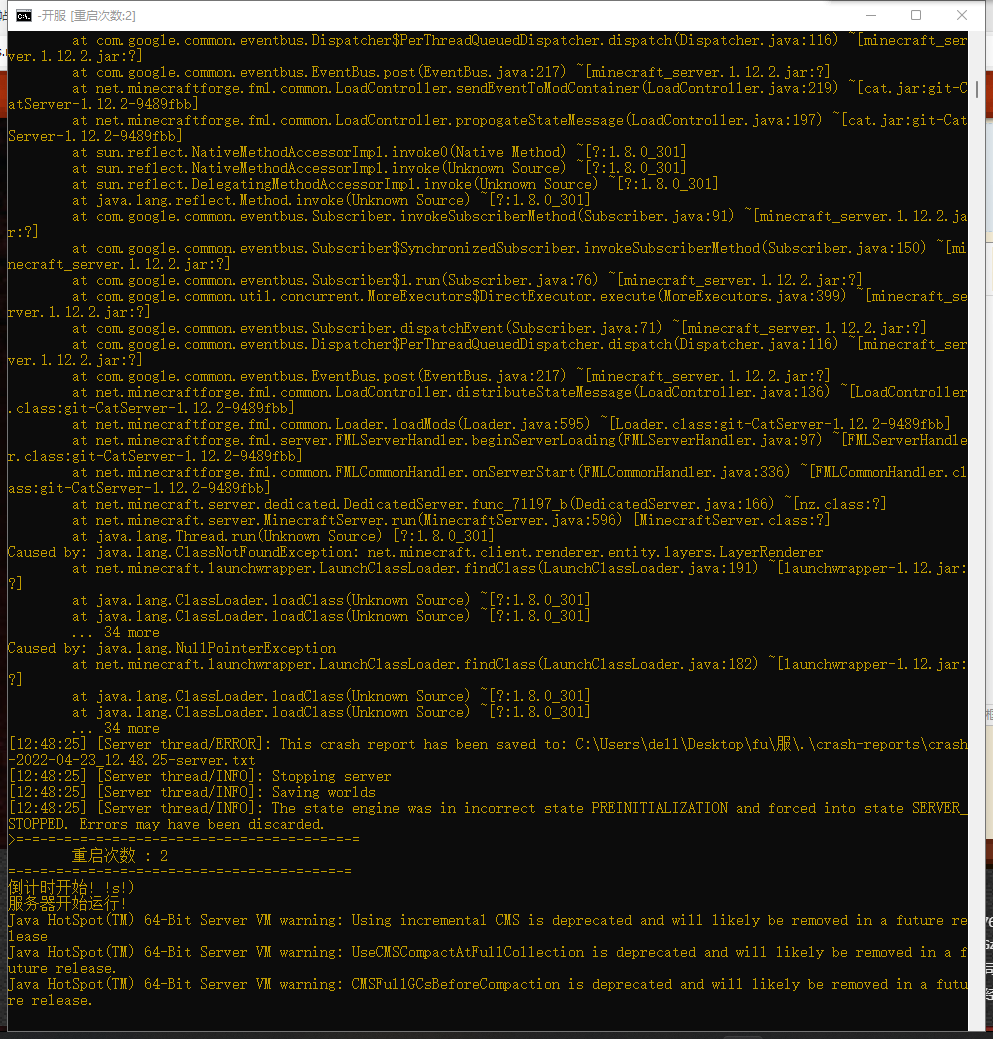 -开服 [重启次数:2]
at com.google.common.eventbus.Dispatcher$PerThreadQueuedDispatcher.dispatch(Dispatcher.java:116) ~[minecraft_ser
ver.1.12.2.jar:?]
at com.google.common.eventbus.EventBus.post(EventBus.java:217) ~[minecraft_server.1.12.2.jar:?]
at net.minecraftforge.fml.common.LoadController.sendEventToModContainer(LoadController.java:219) ~[cat.jar:git-C
atServer-1.12.2-9489fbb]
at net.minecraftforge.fml.common.LoadController.propogateStateMessage(LoadController.java:197) ~[cat.jar:git-Cat
Server-1.12.2-9489fbb]
at sun.reflect.NativeMethodAccessorImpl.invoke0(Native Method) ~[?:1.8.0_301]
at sun.reflect.NativeMethodAccessorImpl.invoke(Unknown Source) ~[?:1.8.0_301]
at sun.reflect.DelegatingMethodAccessorImpl.invoke(Unknown Source) ~[?:1.8.0_301]
at java.lang.reflect.Method.invoke(Unknown Source) ~[?:1.8.0_301]
at com.google.common.eventbus.Subscriber.invokeSubscriberMethod(Subscriber.java:91) ~[minecraft_server.1.12.2.ja
r:?]
at com.google.common.eventbus.Subscriber$SynchronizedSubscriber.invokeSubscriberMethod(Subscriber.java:150) ~[mi
necraft_server.1.12.2.jar:?]
at com.google.common.eventbus.Subscriber$1.run(Subscriber.java:76) ~[minecraft_server.1.12.2.jar:?]
at com.google.common.util.concurrent.MoreExecutors$DirectExecutor.execute(MoreExecutors.java:399) ~[minecraft_se
rver.1.12.2.jar:?]
at com.google.common.eventbus.Subscriber.dispatchEvent(Subscriber.java:71) ~[minecraft_server.1.12.2.jar:?]
at com.google.common.eventbus.Dispatcher$PerThreadQueuedDispatcher.dispatch(Dispatcher.java:116) ~[minecraft_ser
ver.1.12.2.jar:?]
at com.google.common.eventbus.EventBus.post(EventBus.java:217) ~[minecraft_server.1.12.2.jar:?]
at net.minecraftforge.fml.common.LoadController.distributeStateMessage(LoadController.java:136) ~[LoadController
.class:git-CatServer-1.12.2-9489fbb]
at net.minecraftforge.fml.common.Loader.loadMods(Loader.java:595) ~[Loader.class:git-CatServer-1.12.2-9489fbb]
at net.minecraftforge.fml.server.FMLServerHandler.beginServerLoading(FMLServerHandler.java:97) ~[FMLServerHandle
r.class:git-CatServer-1.12.2-9489fbb]
at net.minecraftforge.fml.common.FMLCommonHandler.onServerStart(FMLCommonHandler.java:336) ~[FMLCommonHandler.cl
ass:git-CatServer-1.12.2-9489fbb]
at net.minecraft.server.dedicated.DedicatedServer.func_71197_b(DedicatedServer.java:166) ~[nz.class:?]
at net.minecraft.server.MinecraftServer.run(MinecraftServer.java:596) [MinecraftServer.class:?]
at java.lang.Thread.run(Unknown Source) [?:1.8.0_301]
Caused by: java.lang.ClassNotFoundException: net.minecraft.client.renderer.entity.layers.LayerRenderer
at net.minecraft.launchwrapper.LaunchClassLoader.findClass(LaunchClassLoader.java:191) ~[launchwrapper-1.12.jar:
?]
at java.lang.ClassLoader.loadClass(Unknown Source) ~[?:1.8.0_301]
at java.lang.ClassLoader.loadClass(Unknown Source) ~[?:1.8.0_301]
... 34 more
Caused by: java.lang.NullPointerException
at net.minecraft.launchwrapper.LaunchClassLoader.findClass(LaunchClassLoader.java:182) ~[launchwrapper-1.12.jar:
?]
at java.lang.ClassLoader.loadClass(Unknown Source) ~[?:1.8.0_301]
at java.lang.ClassLoader.loadClass(Unknown Source) ~[?:1.8.0_301]
... 34 more
[12:48:25] [Server thread/ERROR]: This crash report has been saved to: C:\Users\dell\Desktop\fu\服\.\crash-reports\crash
-2022-04-23_12.48.25-server.txt
[12:48:25] [Server thread/INFO]: Stopping server
[12:48:25] [Server thread/INFO]: Saving worlds
[12:48:25] [Server thread/INFO]: The state engine was in incorrect state PREINITIALIZATION and forced into state SERVER_
STOPPED. Errors may have been discarded.
>=-=-=-=-=-=-=-=-=-=-=-=-=-=-=-=-=-=-=-=-=-=
重启次数 : 2
-=-=-=-=-=-=-=-=-=-=-=-=-=-=-=-=-=-=-=-=-=-=
倒计时开始! !s!)
服务器开始运行!
Java HotSpot(TM) 64-Bit Server VM warning: Using incremental CMS is deprecated and will likely be removed in a future re
lease
Java HotSpot(TM) 64-Bit Server VM warning: UseCMSCompactAtFullCollection is deprecated and will likely be removed in a f
uture release.
Java HotSpot(TM) 64-Bit Server VM warning: CMSFullGCsBeforeCompaction is deprecated and will likely be removed in a futu
re release.